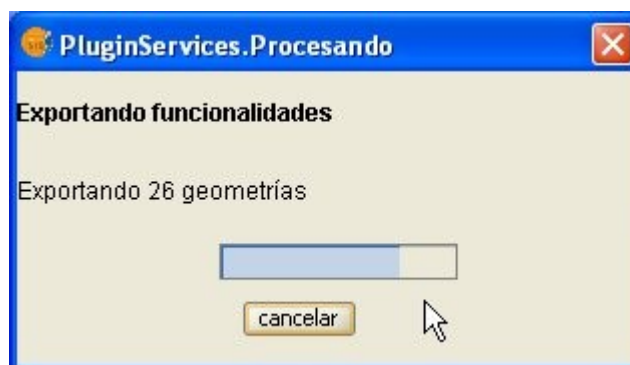 PluginServices.Procesando
Exportando funcionalidades
Exportando 26 geometrías
cancelar